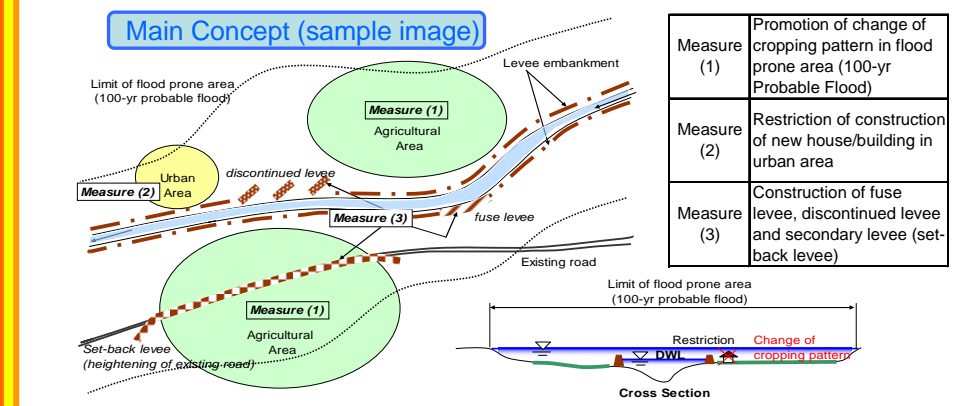 Main Concept (sample image)
Limit of flood prone area
(100-yr probable flood)
Levee embankment
Measure (1)
Agricultural
Area
Urban
Area
Measure (2)
discontinued levee
Measure (3)
fuse levee
Existing road
Measure (1)
Agricultural
Area
Set-back levee
(heightening of existing road)
Measure
(1)
Promotion of change of
cropping pattern in flood
prone area (100-yr
Probable Flood)
Measure
(2)
Restriction of construction
of new house/building in
urban area
Measure
(3)
Construction of fuse
levee, discontinued levee
and secondary levee (set-
back levee)
Limit of flood prone area
(100-yr probable flood)
Restriction
Change of
cropping pattern
DWL
Cross Section